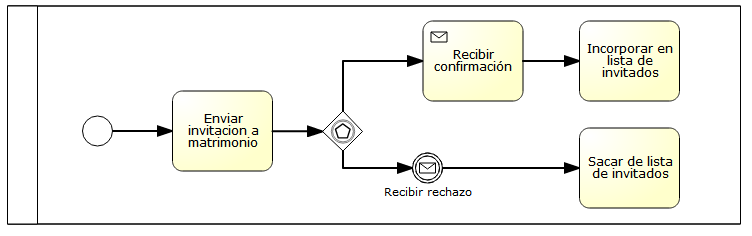 Enviar
invitacion a
matrimonio
Recibir
confirmación
Incorporar en
lista de
invitados
Recibir rechazo
Sacar de lista
de invitados